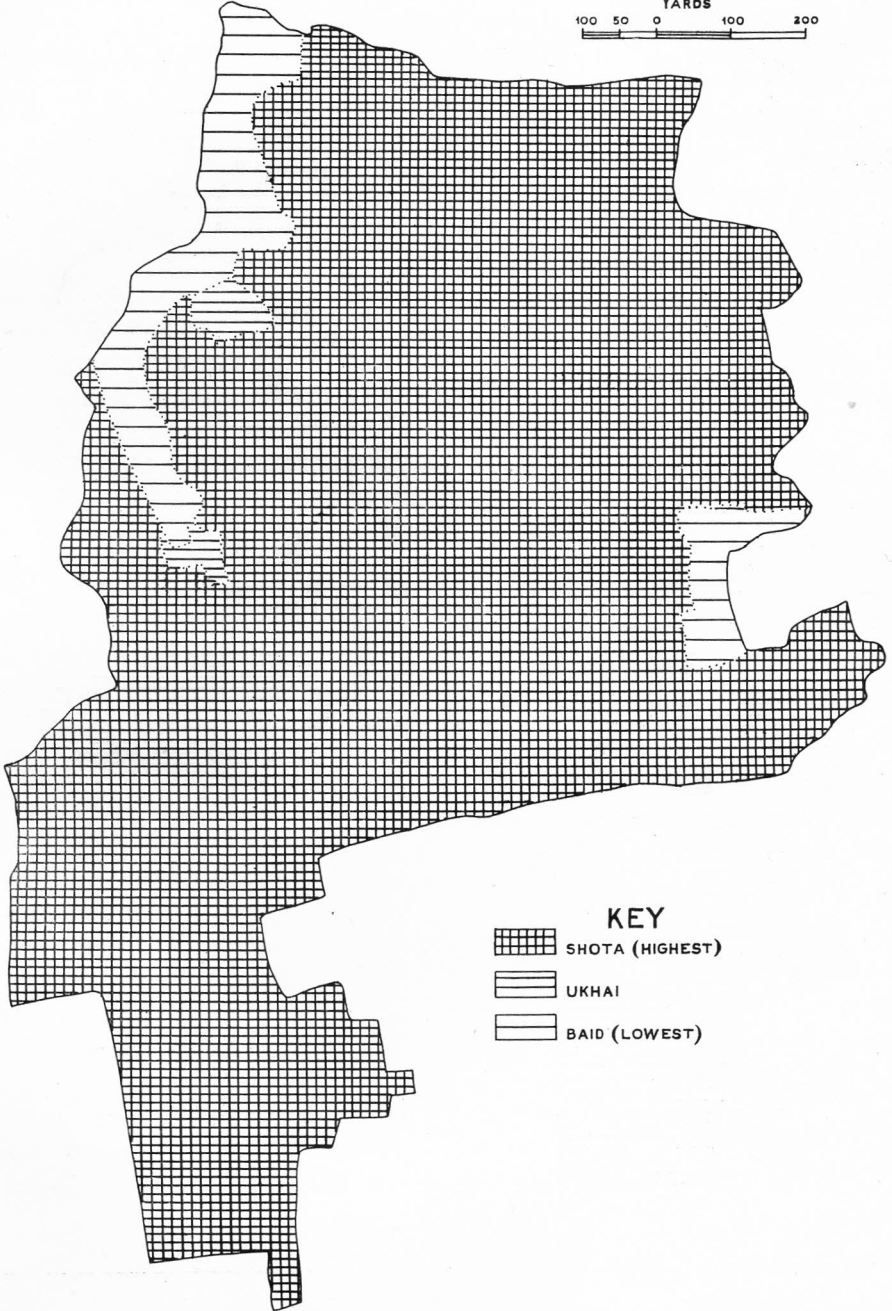 YARDS
100 50 0 100 200
KEY
SHOTA (HIGHEST)
UKHAI
BAID (LOWEST)